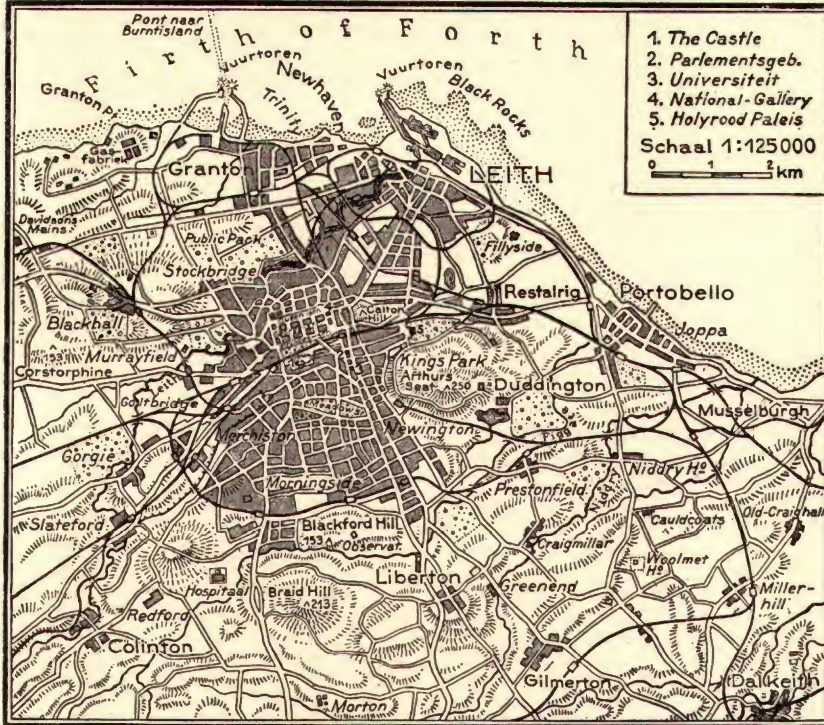 Pont naar
Burntisland
Firth of Forth
Vuurtoren
Granton p.
Trinity
Newhaven
Vuurtoren
Black Rocks
1. The Castle
2. Parlementsgeb.
3. Universiteit
4. National-Gallery
5. Holyrood Paleis
Schaal 1:125000
0 1 2 km
Gas-
fabriek
Granton
LEITH
Davidsons
Mains
Public Park
Stockbridge
Fillyside
Restalrig
Portobello
Joppa
Calton
Hill
Blackhall
153
Murrayfield
Corstorphine
Leith
Coltbridge
Kings Park
Arthurs
Seat 250
Duddington
Musselburgh
Meadows
Merchiston
Newington
Figg
Gorgie
Morningside
Prestonfield
Niddry Ho.
Nidd
Slateford
Blackford Hill
153
Observat.
Craigmillar
Cauldcoats
Old-Craighall
Woolmet
Ho.
Hospitaal
Braid Hill
213
Liberton
Greenend
Miller-
hill
Redford
Colinton
Gilmerton
Dalkeith
Morton